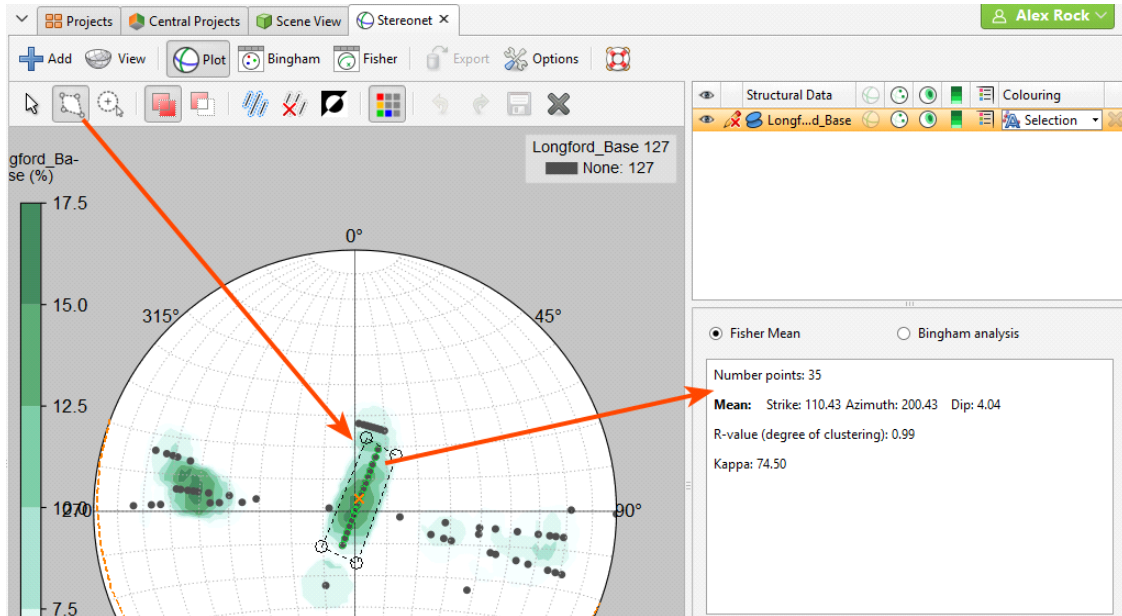 Projects Central Projects Scene View Stereonet Alex Rock
Add View Plot Bingham Fisher Export Options
Structural Data Colouring
Longf...d_Base Selection
Longford_Base 127
None: 127
gford_Ba-
se (%)
17.5
15.0
12.5
7.5
0°
315°
45°
270
90°
Fisher Mean Bingham analysis
Number points: 35
Mean: Strike: 110.43 Azimuth: 200.43 Dip: 4.04
R-value (degree of clustering): 0.99
Kappa: 74.50